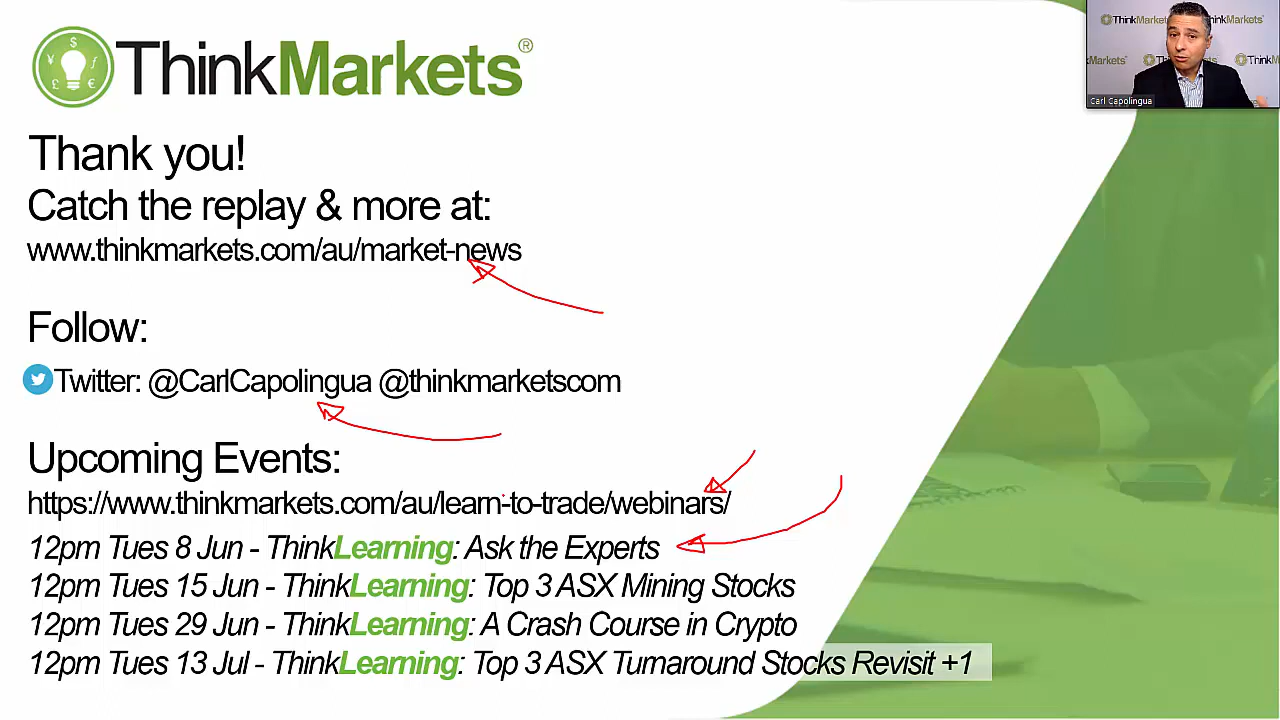 ThinkMarkets®
Thank you!
Catch the replay & more at:
www.thinkmarkets.com/au/market-news
Follow:
Twitter: @CarlCapolingua @thinkmarketscom
Upcoming Events:
https://www.thinkmarkets.com/au/learn-to-trade/webinars/
12pm Tues 8 Jun - ThinkLearning: Ask the Experts
12pm Tues 15 Jun - ThinkLearning: Top 3 ASX Mining Stocks
12pm Tues 29 Jun - ThinkLearning: A Crash Course in Crypto
12pm Tues 13 Jul - ThinkLearning: Top 3 ASX Turnaround Stocks Revisit +1
ThinkMarkets
Carl Capolingua